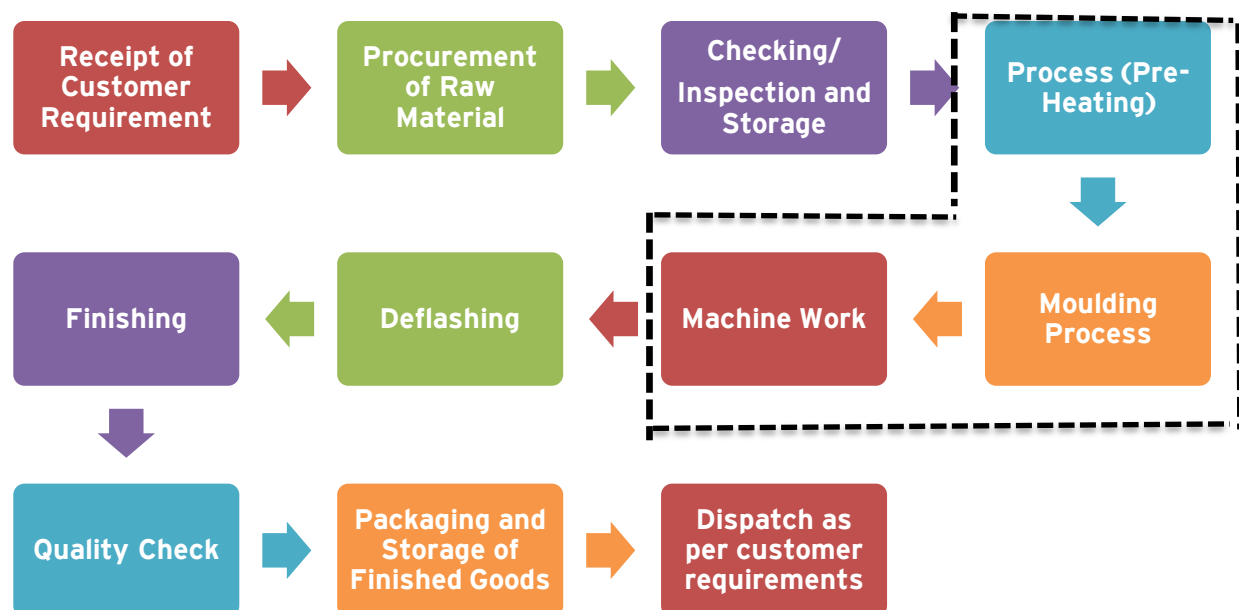 Receipt of
Customer
Requirement
Procurement
of Raw
Material
Checking/
Inspection and
Storage
Process (Pre-
Heating)
Moulding
Process
Machine Work
Deflashing
Finishing
Quality Check
Packaging and
Storage of
Finished Goods
Dispatch as
per customer
requirements